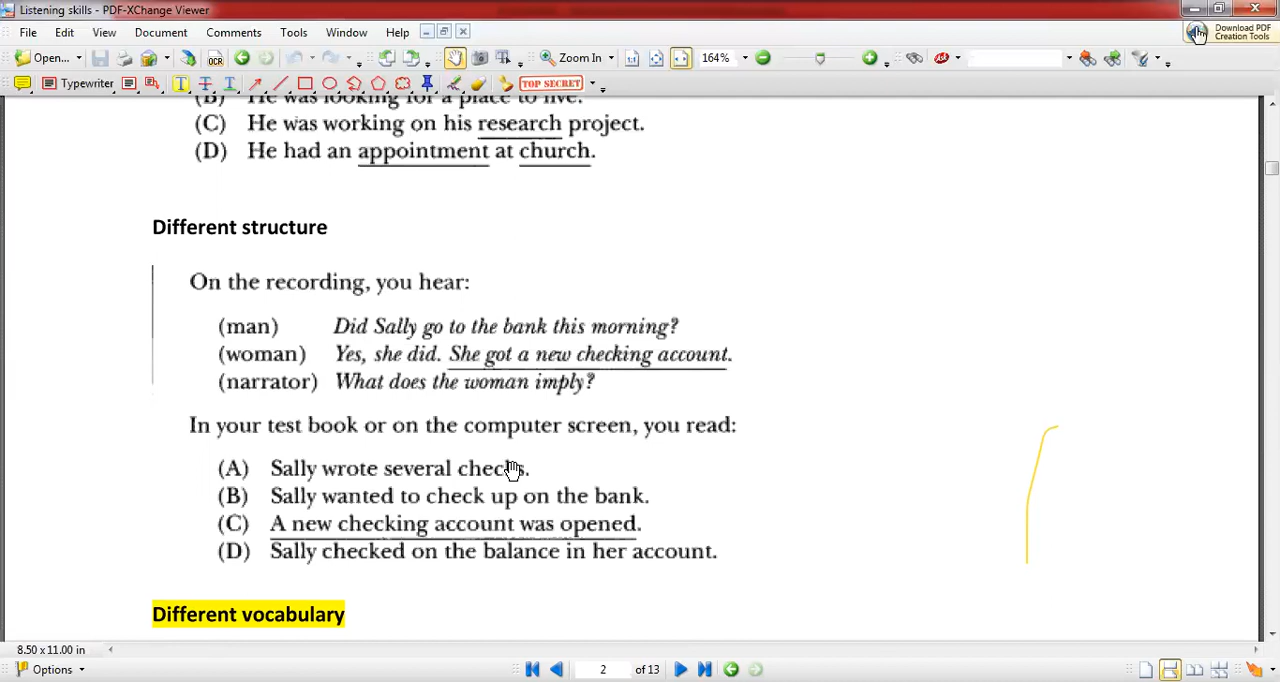 Listening skills - PDF-XChange Viewer
File Edit View Document Comments Tools Window Help
Download PDF
Creation Tools
Open... OCR Zoom In 164%
Typewriter TOP SECRET
(B) He was looking for a place to live.
(C) He was working on his research project.
(D) He had an appointment at church.
Different structure
On the recording, you hear:
(man) Did Sally go to the bank this morning?
(woman) Yes, she did. She got a new checking account.
(narrator) What does the woman imply?
In your test book or on the computer screen, you read:
(A) Sally wrote several checks.
(B) Sally wanted to check up on the bank.
(C) A new checking account was opened.
(D) Sally checked on the balance in her account.
Different vocabulary
8.50 x 11.00 in
Options 2 of 13